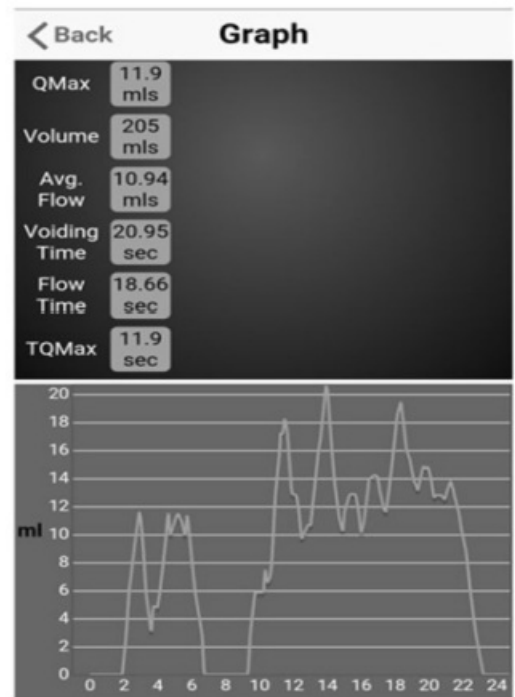 Back
Graph
QMax
11.9
mls
Volume
205
mls
Avg.
Flow
10.94
mls
Voiding
Time
20.95
sec
Flow
Time
18.66
sec
TQMax
11.9
sec
20
18
16
14
12
ml 10
8
6
4
2
0
0 2 4 6 8 10 12 14 16 18 20 22 24